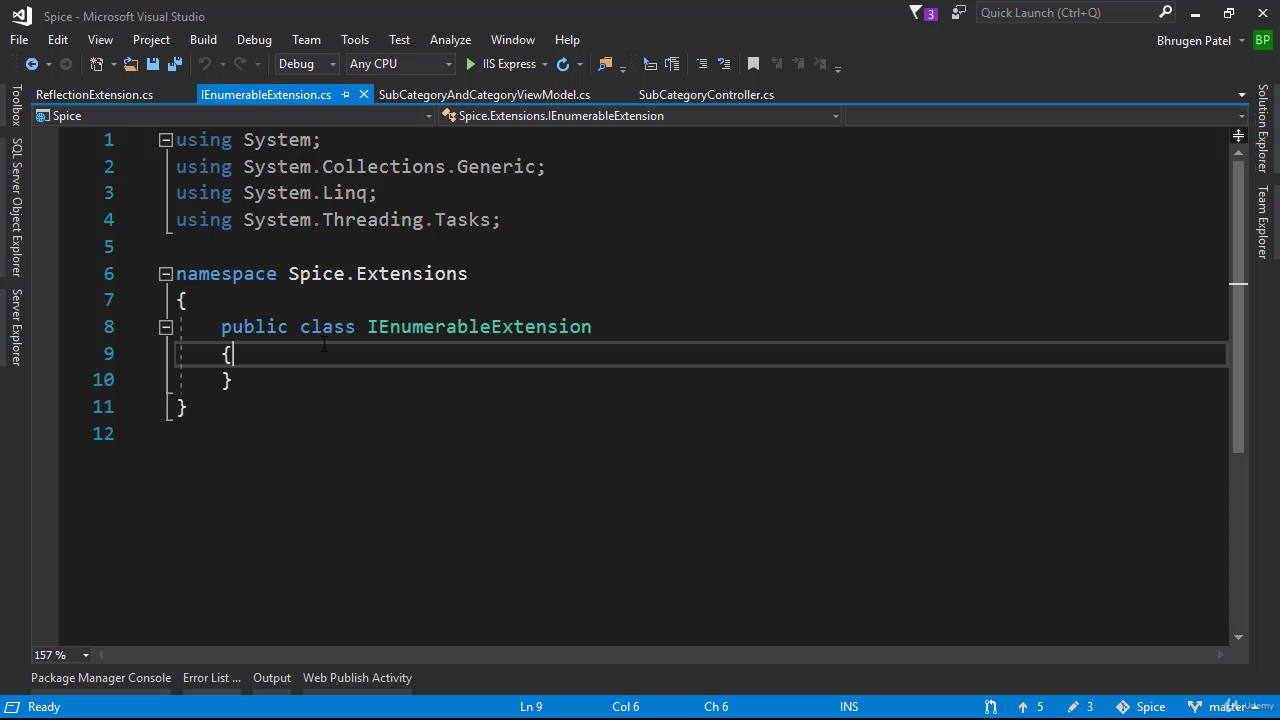 Spice - Microsoft Visual Studio
3
Quick Launch (Ctrl+Q)
File Edit View Project Build Debug Team Tools Test Analyze Window Help
Bhrugen Patel BP
Debug Any CPU IIS Express
ReflectionExtension.cs IEnumerableExtension.cs SubCategoryAndCategoryViewModel.cs SubCategoryController.cs
Spice Spice.Extensions.IEnumerableExtension
Toolbox
SQL Server Object Explorer
Server Explorer
Solution Explorer
Team Explorer
1 using System;
2 using System.Collections.Generic;
3 using System.Linq;
4 using System.Threading.Tasks;
5
6 namespace Spice.Extensions
7 {
8 public class IEnumerableExtension
9 {
10 }
11 }
12
157 %
Package Manager Console Error List ... Output Web Publish Activity
Ready Ln 9 Col 6 Ch 6 INS 5 3 Spice master
Udemy